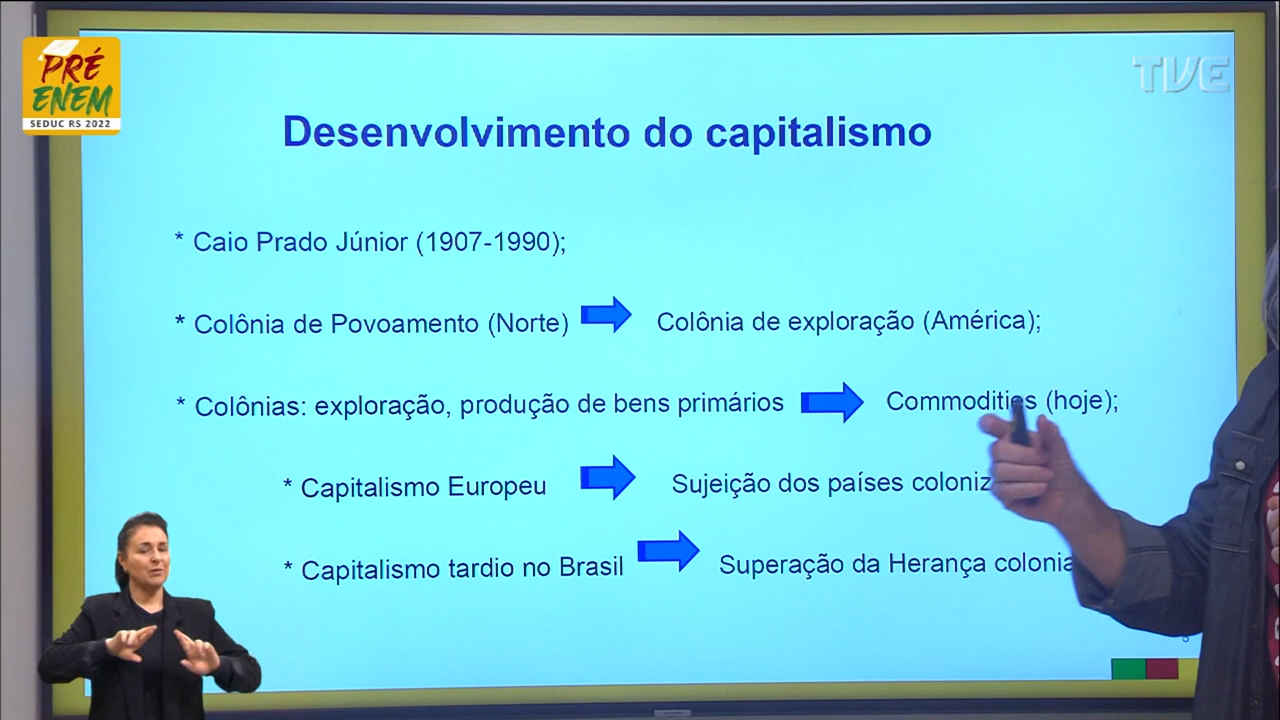 PRÉ
ENEM
SEDUC RS 2022
TVE
Desenvolvimento do capitalismo
* Caio Prado Júnior (1907-1990);
* Colônia de Povoamento (Norte) Colônia de exploração (América);
* Colônias: exploração, produção de bens primários Commodities (hoje);
* Capitalismo Europeu Sujeição dos países
* Capitalismo tardio no Brasil Superação da Herança